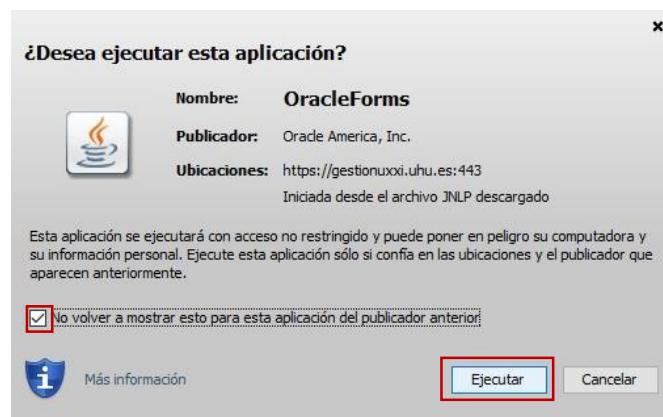 ¿Desea ejecutar esta aplicación?
Nombre: OracleForms
Publicador: Oracle America, Inc.
Ubicaciones: https://gestionuxxi.uhu.es:443
Iniciada desde el archivo JNLP descargado
Esta aplicación se ejecutará con acceso no restringido y puede poner en peligro su computadora y
su información personal. Ejecute esta aplicación sólo si confía en las ubicaciones y el publicador que
aparecen anteriormente.
No volver a mostrar esto para esta aplicación del publicador anterior
Más información
Ejecutar
Cancelar